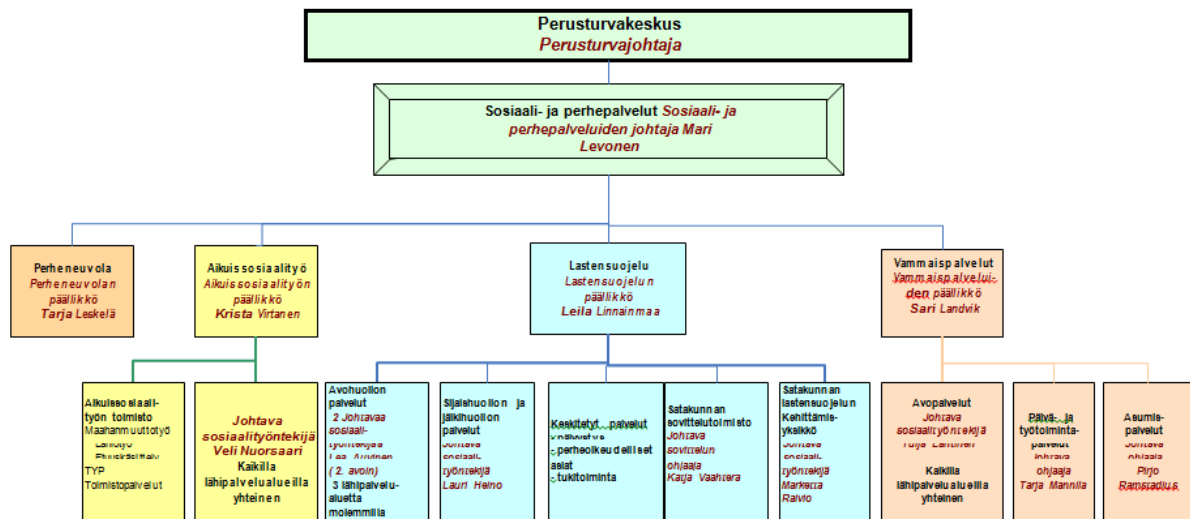 Perusturvakeskus
Perusturvajohtaja
Sosiaali- ja perhepalvelut Sosiaali- ja
perhepalveluiden johtaja Mari
Levonen
Perheneuvola
Perheneuvolan
päällikkö
Tarja Leskelä
Aikuissosiaalityö
Aikuissosiaalityön
päällikkö
Krista Virtanen
Lastensuojelu
Lastensuojelun
päällikkö
Leila Linnainmaa
Vammaispalvelut
Vammaispalvelui-
den päällikkö
Sari Landvik
Aikuissosiaali-
työn toimisto
Maahanmuuttotyö
TYP
Toimistopalvelut
Johtava
sosiaalityöntekijä
Veli Nuorsaari
Kaikilla
lähipalvelualueilla
yhteinen
Avohuollon
palvelut
2 Johtavaa
sosiaali-
työntekijää
( 2. avoin)
3 lähipalvelu-
aluetta
molemmilla
Sijaishuollon ja
jälkihuollon
palvelut
Johtava
sosiaali-
työntekijä
Lauri Heino
Keskitetyt palvelut
-perheoikeudelliset
asiat
-tukitoiminta
Satakunnan
sovittelutoimisto
Johtava
sovittelun
ohjaaja
Katja Vaahtera
Satakunnan
lastensuojelun
Kehittämis-
yksikkö
Johtava
sosiaali-
työntekijä
Marketta
Raivio
Avopalvelut
Johtava
sosiaalityöntekijä
Kaikilla
lähipalvelualueilla
yhteinen
Päivä- ja
työtoiminta-
palvelut
Johtava
ohjaaja
Tarja Mannila
Asumis-
palvelut
Johtava
ohjaaja
Pirjo
Ramstadius